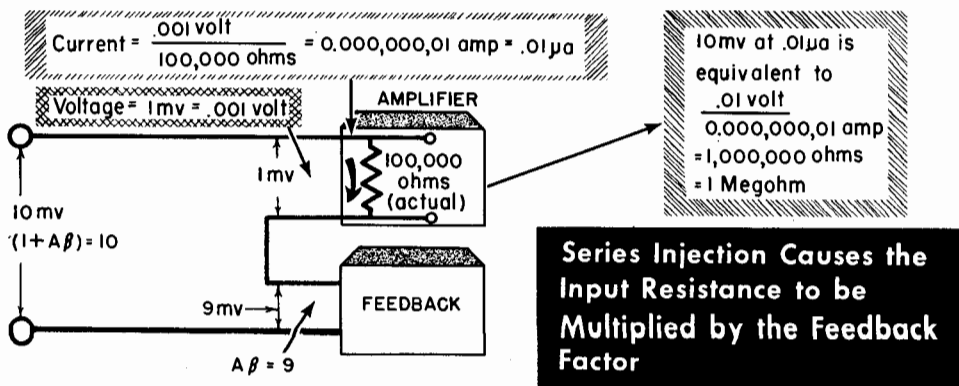 Current = .001 volt / 100,000 ohms = 0.000,000,01 amp = .01µa
Voltage = 1mv = .001 volt
AMPLIFIER
1mv
100,000
ohms
(actual)
10mv
(1+Aβ)=10
9mv
FEEDBACK
Aβ = 9
10mv at .01µa is
equivalent to
.01 volt
0.000,000,01 amp
=1,000,000 ohms
=1 Megohm
Series Injection Causes the
Input Resistance to be
Multiplied by the Feedback
Factor